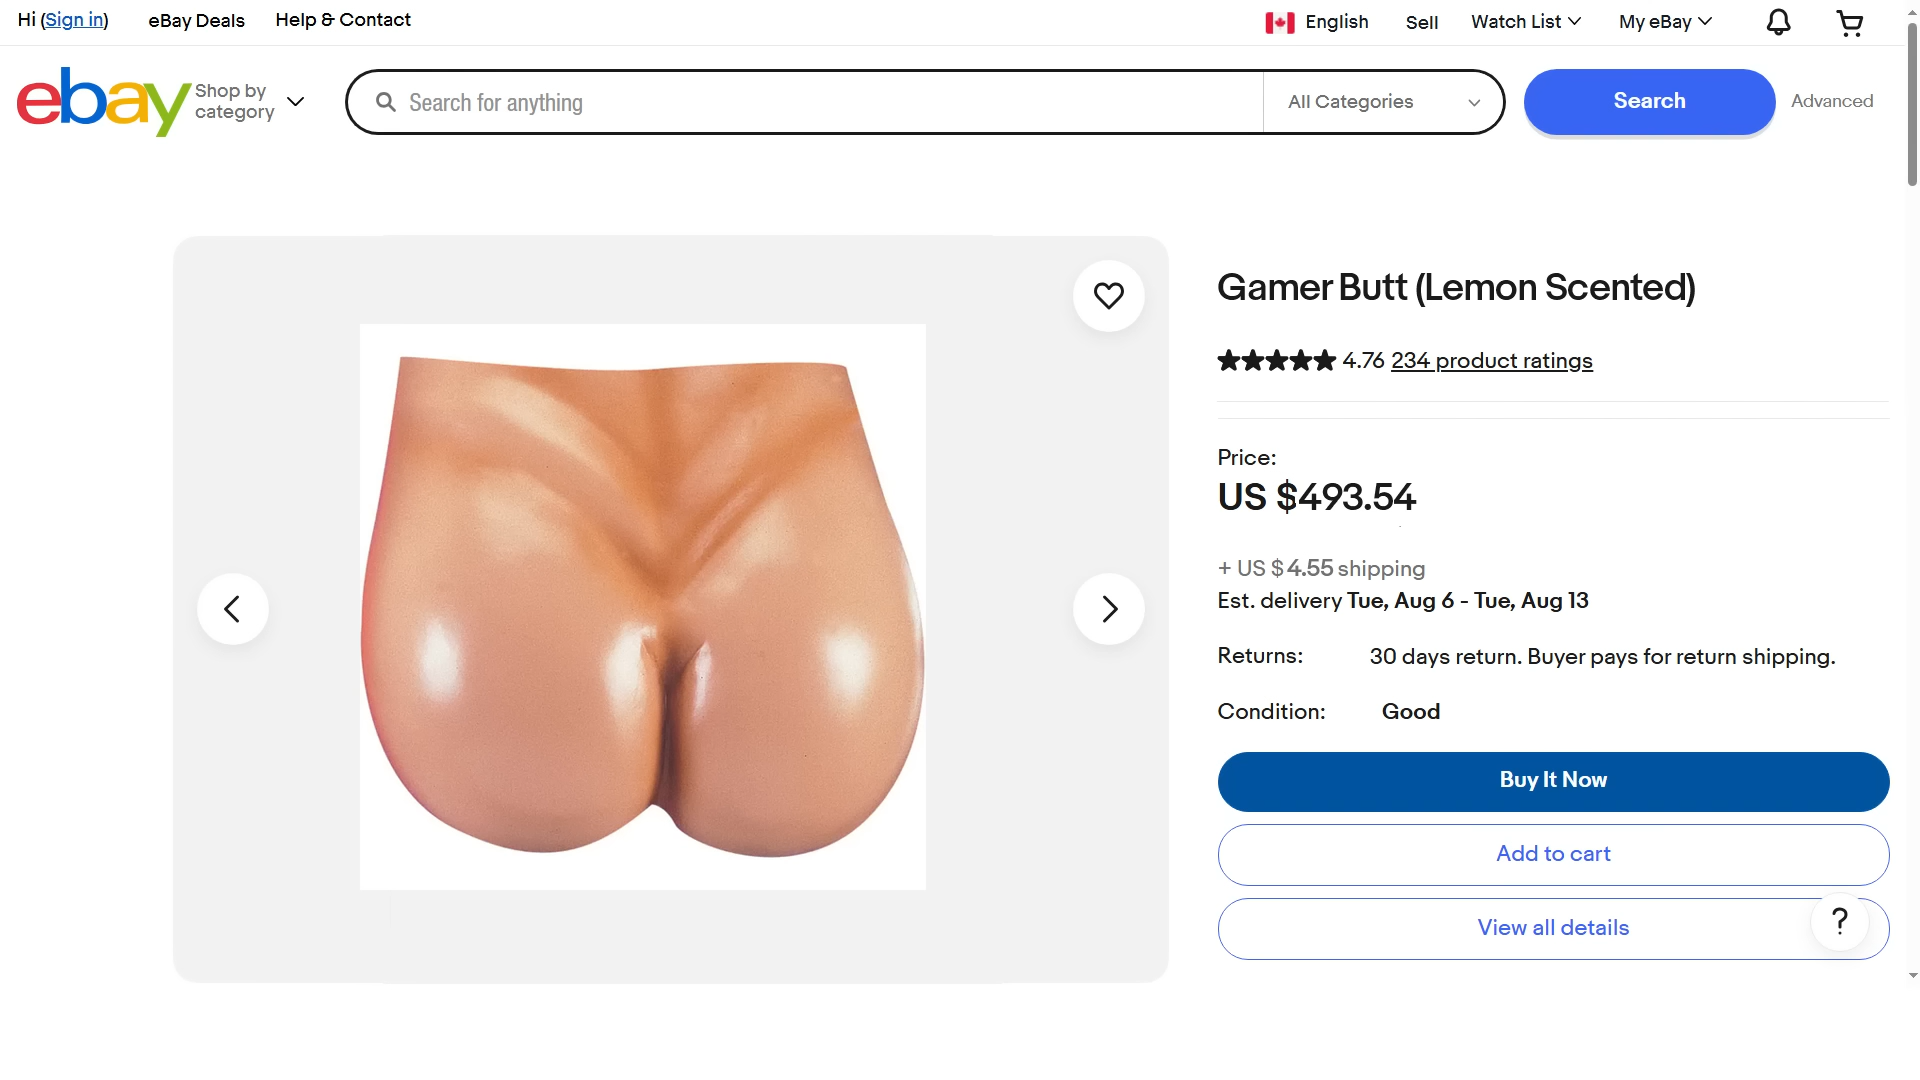 Hi (Sign in) eBay Deals Help & Contact English Sell Watch List My eBay
ebay Shop by category Search for anything All Categories Search Advanced
Gamer Butt (Lemon Scented)
4.76 234 product ratings
Price:
US $493.54
+ US $4.55 shipping
Est. delivery Tue, Aug 6 - Tue, Aug 13
Returns: 30 days return. Buyer pays for return shipping.
Condition: Good
Buy It Now
Add to cart
View all details
?